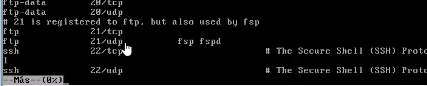 ftp-data 20/tcp
ftp-data 20/udp
# 21 is registered to ftp, but also used by fsp
ftp 21/tcp
ftp 21/udp fsp fspd
ssh 22/tcp # The Secure Shell (SSH) Proto
l
ssh 22/udp # The Secure Shell (SSH) Proto
--Más--(0%)